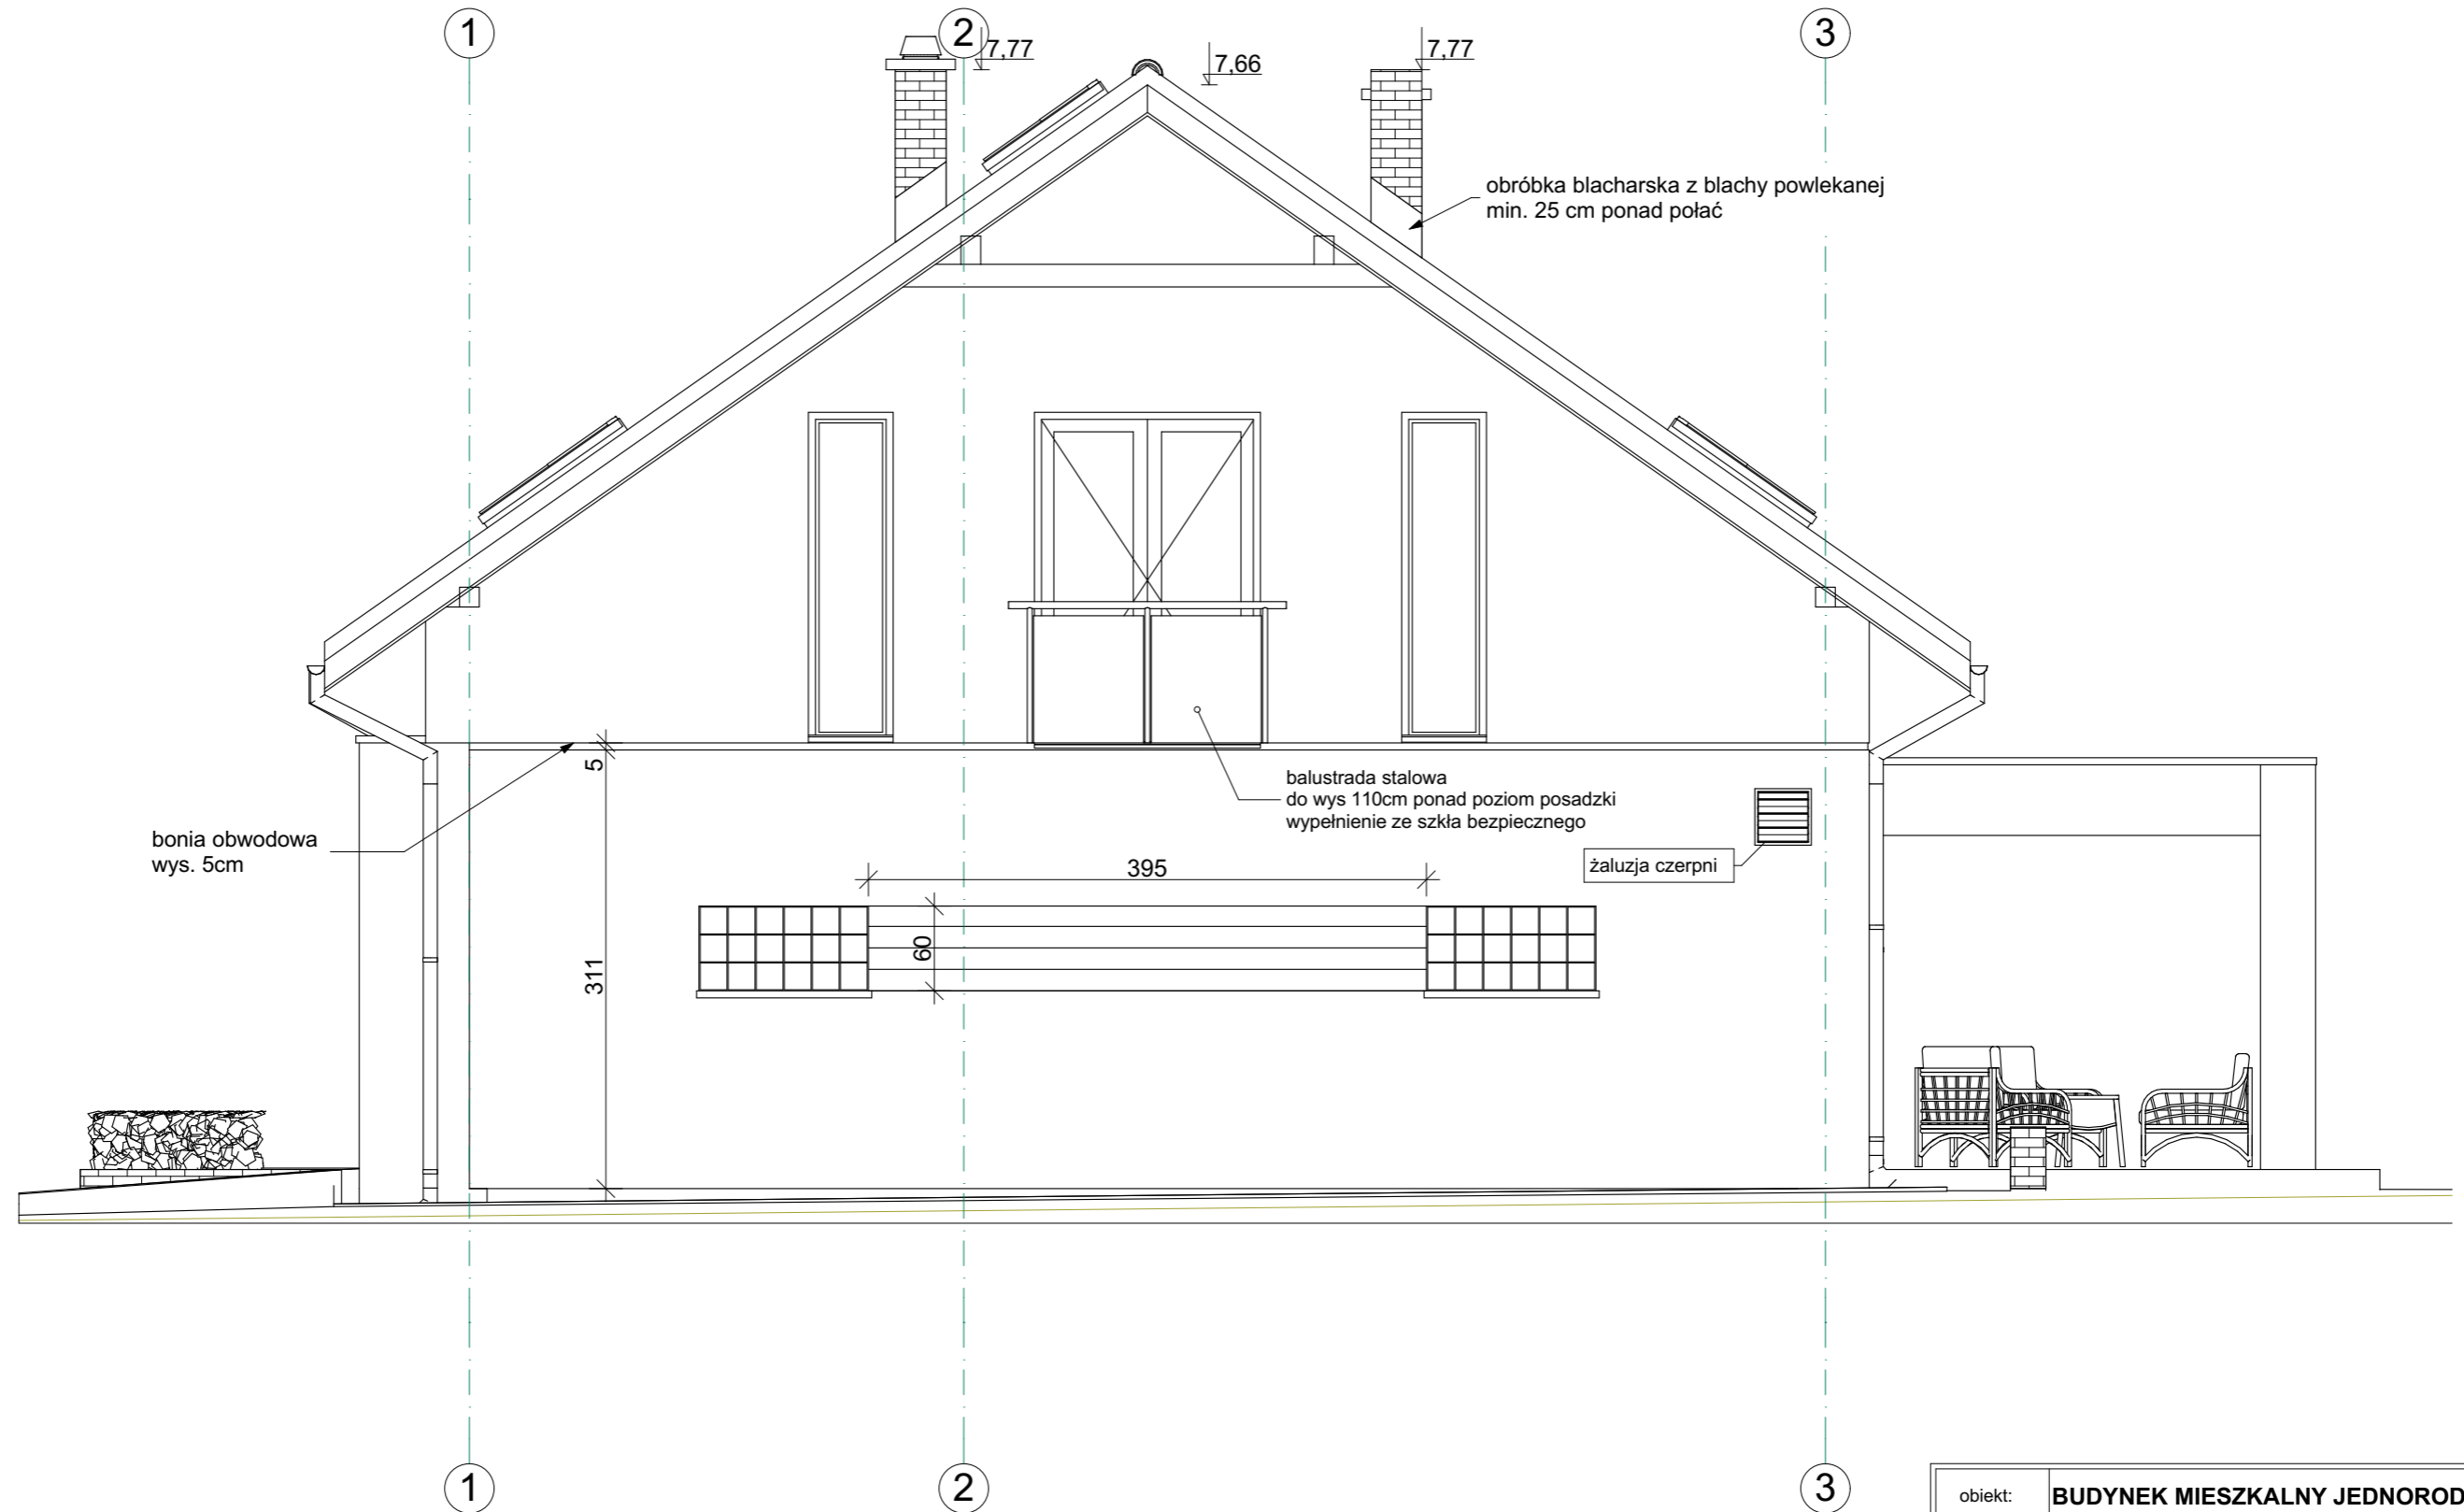 1
2
3
7,77
7,66
7,77
obróbka blacharska z blachy powlekanej
min. 25 cm ponad połać
5
balustrada stalowa
do wys 110cm ponad poziom posadzki
wypełnienie ze szkła bezpiecznego
bonia obwodowa
wys. 5cm
395
żaluzja czerpni
60
311
1
2
3
obiekt:
BUDYNEK MIESZKALNY JEDNOROD